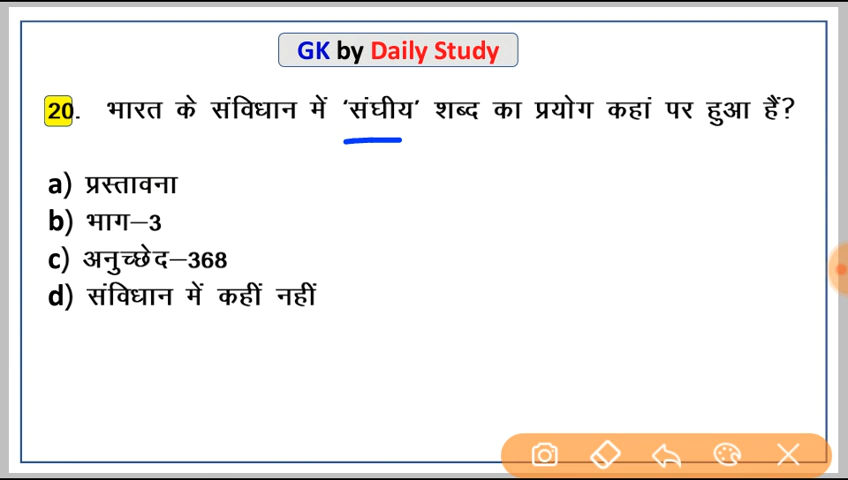 GK by Daily Study
20. भारत के संविधान में ‘संघीय’ शब्द का प्रयोग कहां पर हुआ हैं?
a) प्रस्तावना
b) भाग–3
c) अनुच्छेद–368
d) संविधान में कहीं नहीं